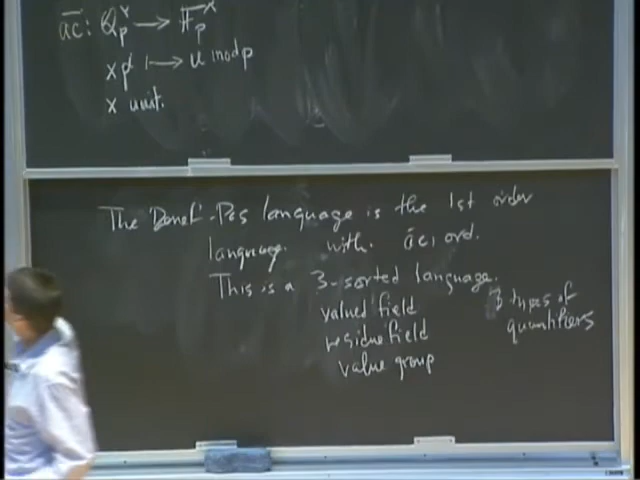 ac: Q_p^× → F_p^×
xp^i ↦ u mod p
x unit.
The Denef-Pas language is the 1st order
language with ac, ord.
This is a 3-sorted language.
valued field
residue field
value group
3 types of
quantifiers